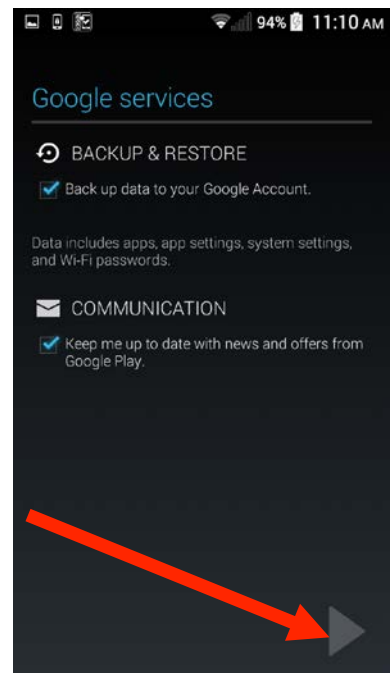 94% 11:10 AM
Google services
BACKUP & RESTORE
Back up data to your Google Account.
Data includes apps, app settings, system settings,
and Wi-Fi passwords.
COMMUNICATION
Keep me up to date with news and offers from
Google Play.